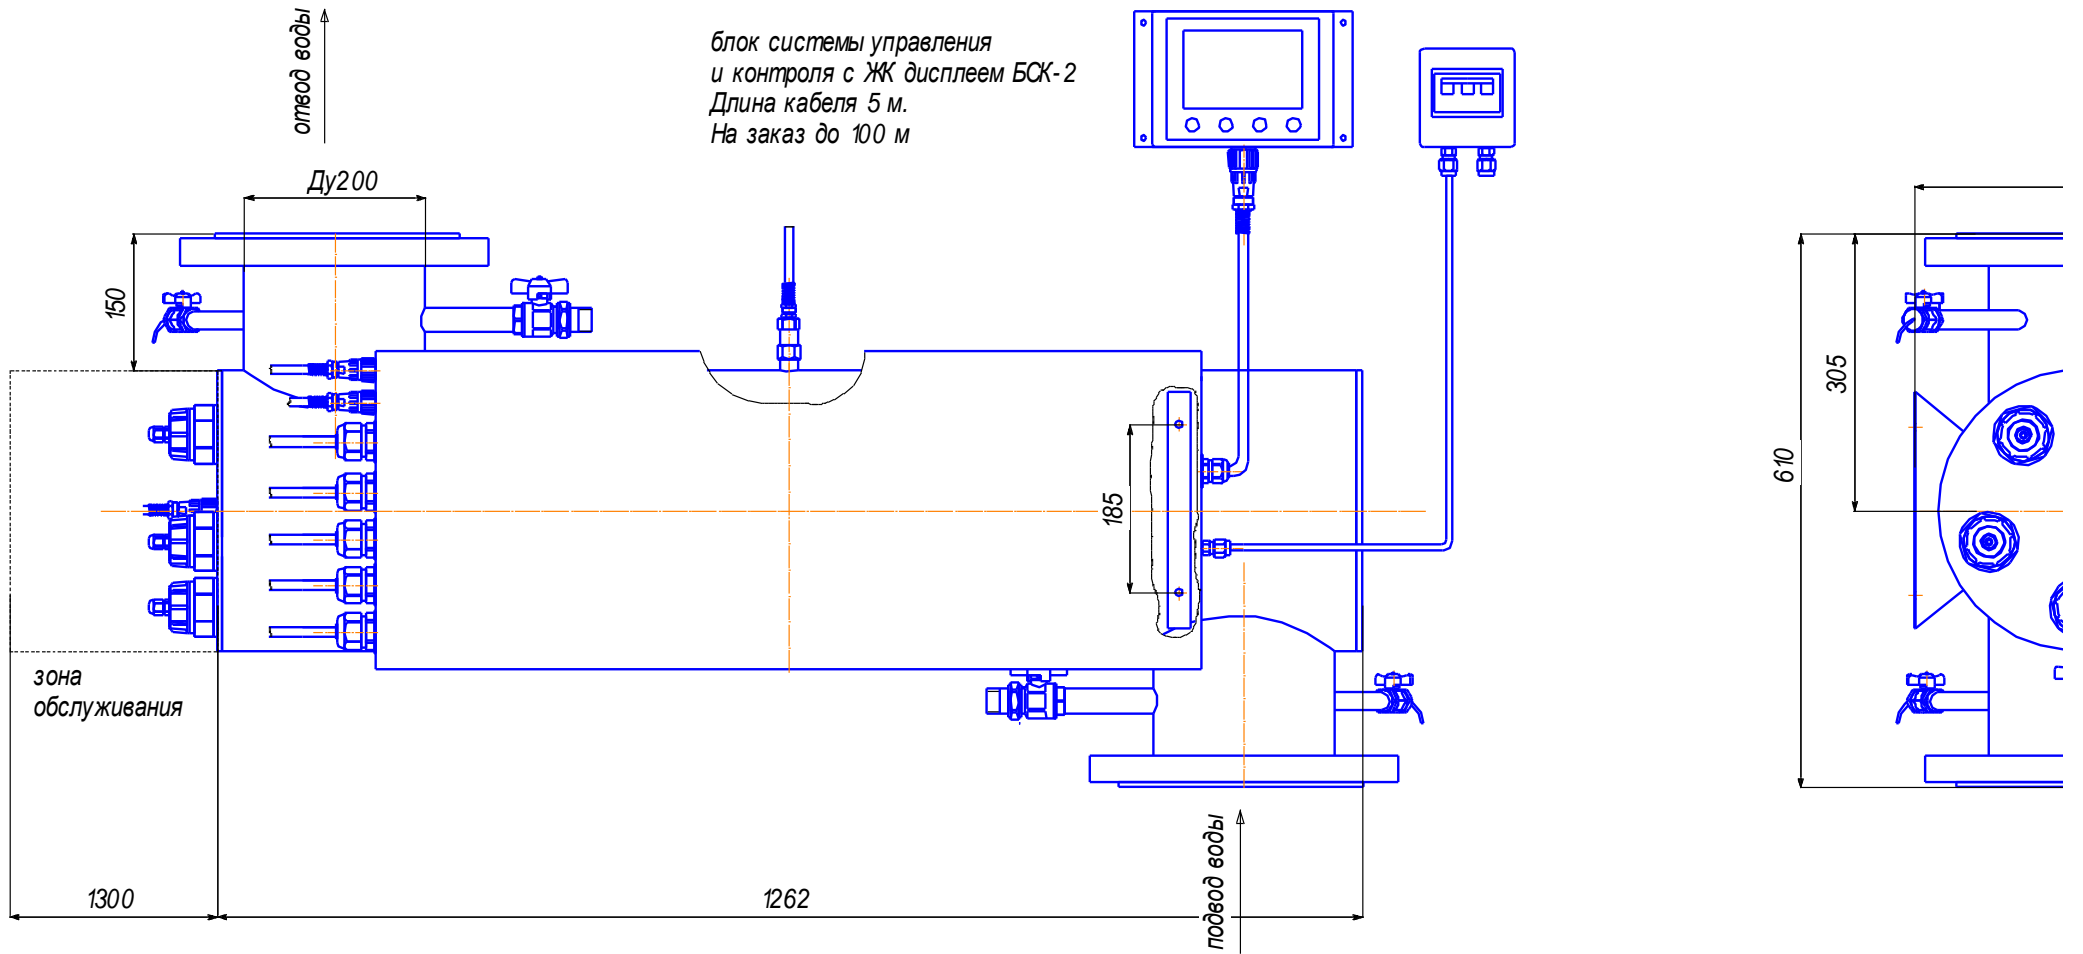 отвод воды
блок системы управления
и контроля с ЖК дисплеем БСК-2
Длина кабеля 5 м.
На заказ до 100 м
Ду200
150
305
610
185
зона
обслуживания
подвод воды
1300
1262